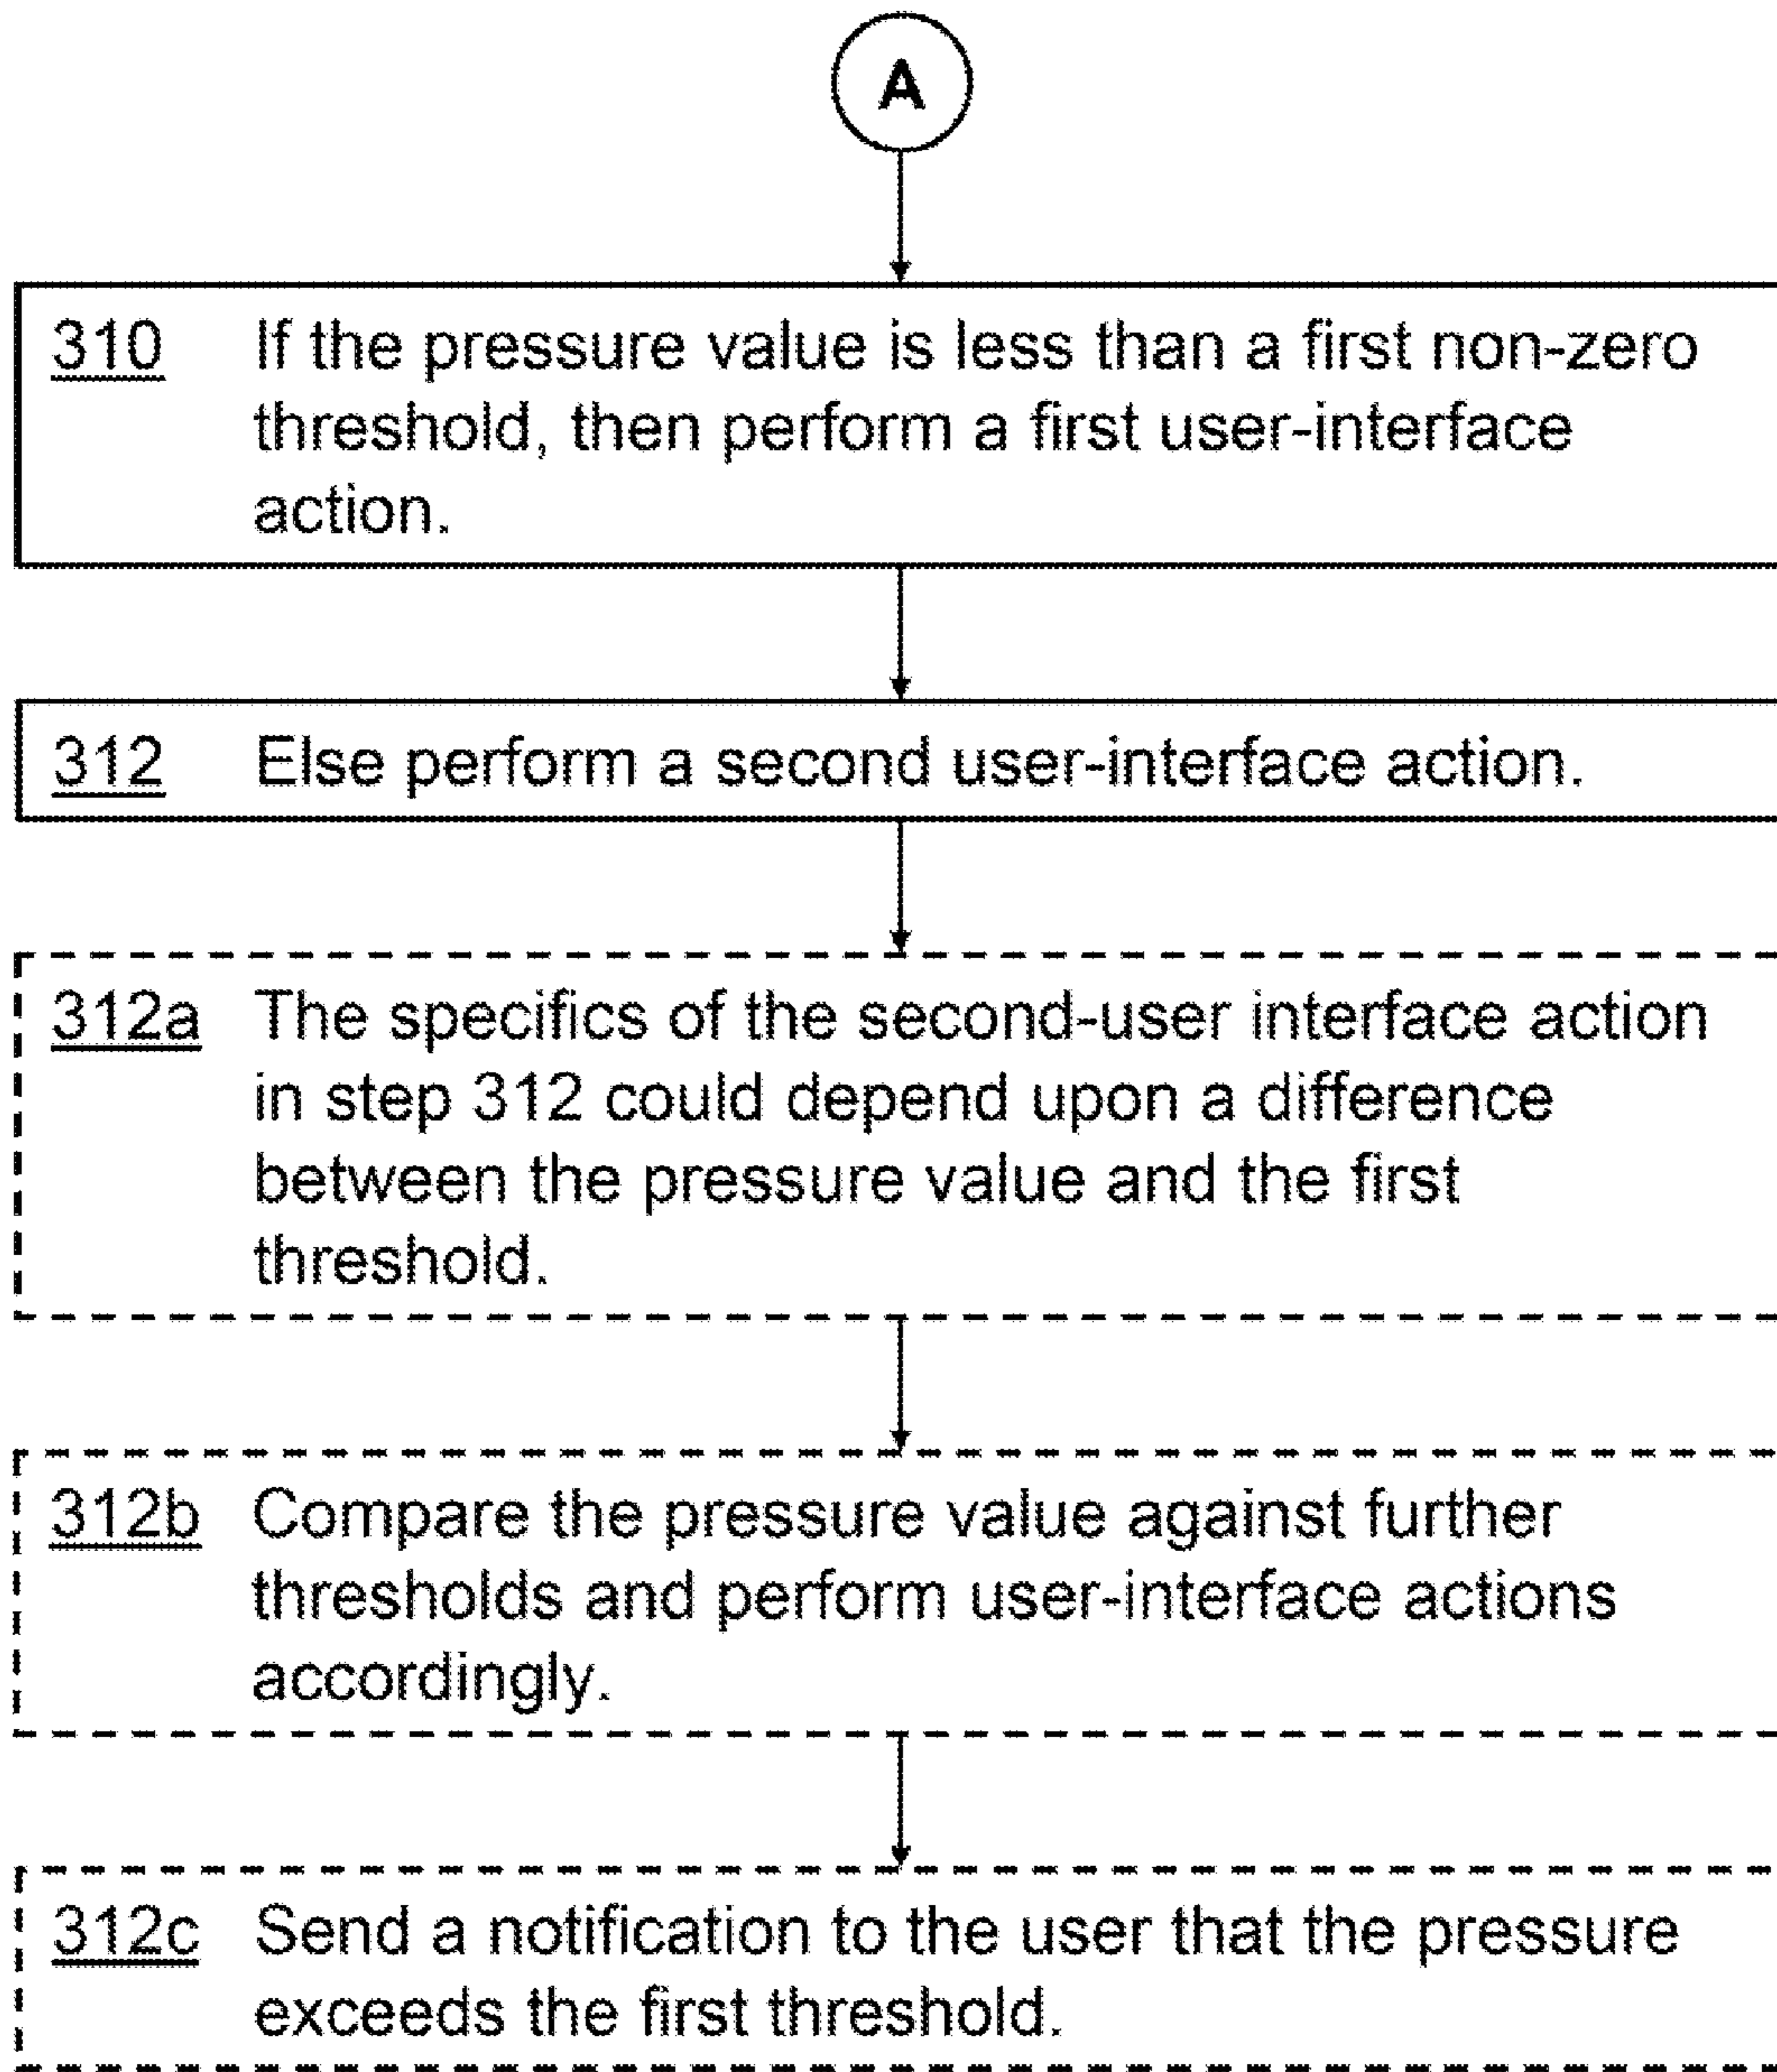 A
310 If the pressure value is less than a first non-zero
threshold, then perform a first user-interface
action.
312 Else perform a second user-interface action.
312a The specifics of the second-user interface action
in step 312 could depend upon a difference
between the pressure value and the first
threshold.
312b Compare the pressure value against further
thresholds and perform user-interface actions
accordingly.
312c Send a notification to the user that the pressure
exceeds the first threshold.